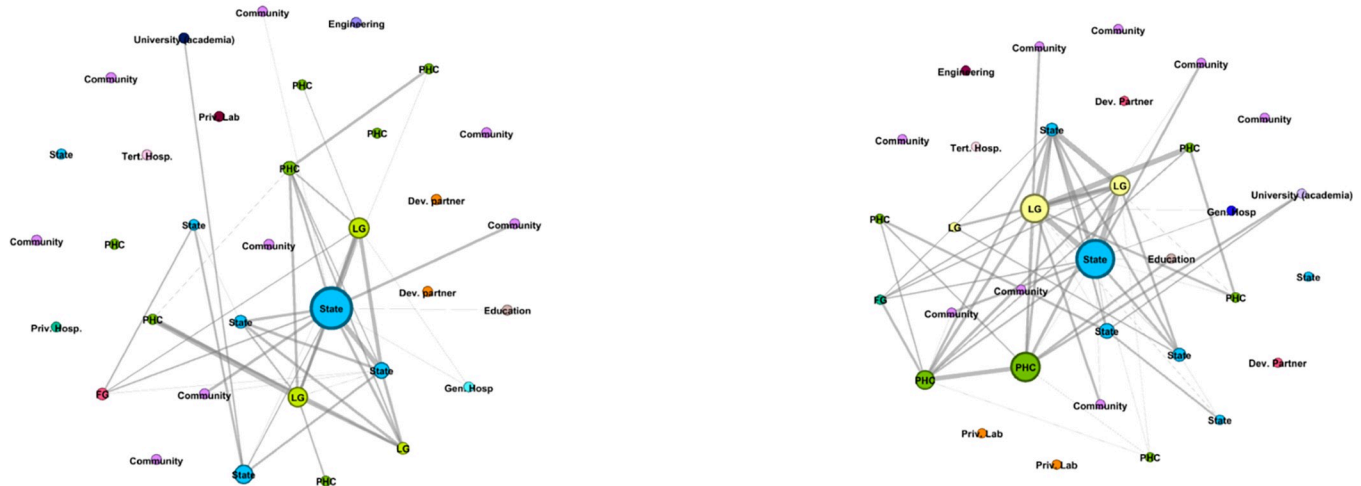 Community
Engineering
University (academia)
PHC
PHC
Community
Priv. Lab
PHC
Community
State
Tert. Hosp.
PHC
Dev. partner
State
LG
Community
Community
Community
PHC
Dev. partner
State
Education
PHC
State
Priv. Hosp.
State
FG
Community
LG
Gen. Hosp
LG
Community
State
PHC
Community
Community
Community
Engineering
Dev. Partner
State
Community
Community
Tert. Hosp.
PHC
LG
University (academia)
LG
Gen. Hosp
PHC
LG
State
Education
State
Community
PHC
FG
Community
State
State
PHC
PHC
Dev. Partner
Community
State
Priv. Lab
PHC
Priv. Lab